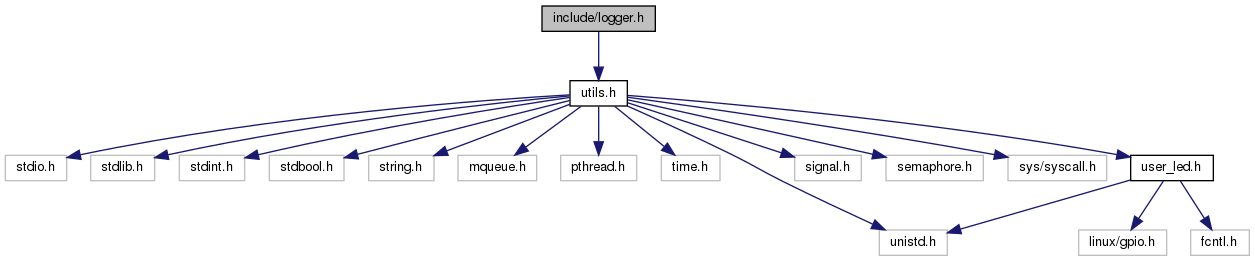 include/logger.h
utils.h
stdio.h
stdlib.h
stdint.h
stdbool.h
string.h
mqueue.h
pthread.h
time.h
signal.h
semaphore.h
sys/syscall.h
user_led.h
unistd.h
linux/gpio.h
fcntl.h